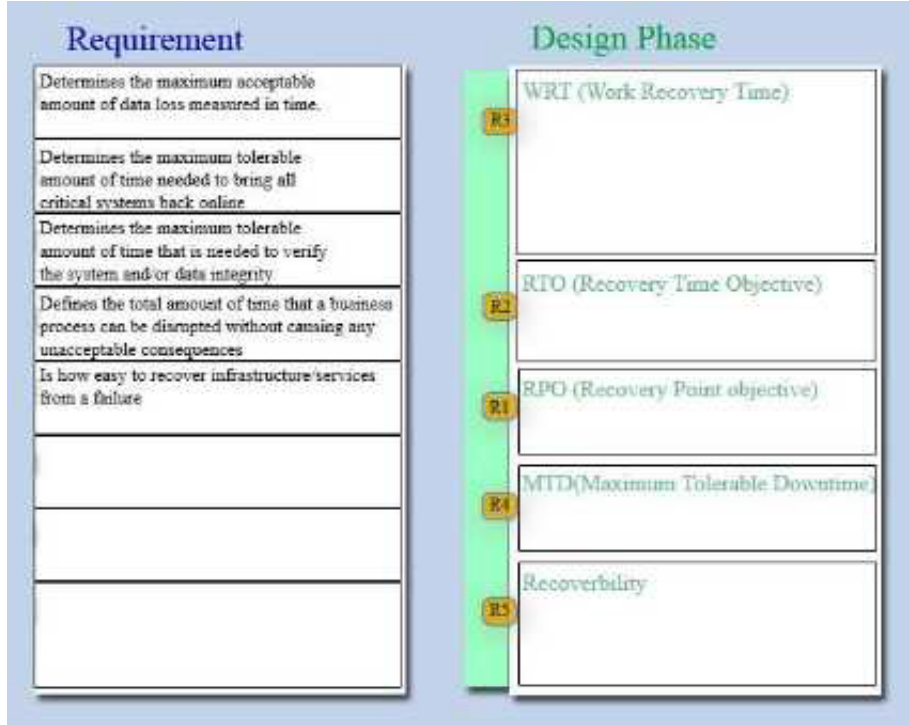 Requirement
Determines the maximum acceptable
amount of data loss measured in time.
Determines the maximum tolerable
amount of time needed to bring all
critical systems back online
Determines the maximum tolerable
amount of time that is needed to verify
the system and/or data integrity
Defines the total amount of time that a business
process can be disrupted without causing any
unacceptable consequences
Is how easy to recover infrastructure/services
from a failure
Design Phase
R3
WRT (Work Recovery Time)
R2
RTO (Recovery Time Objective)
R1
RPO (Recovery Point objective)
R4
MTD(Maximum Tolerable Downtime)
R5
Recoverbility